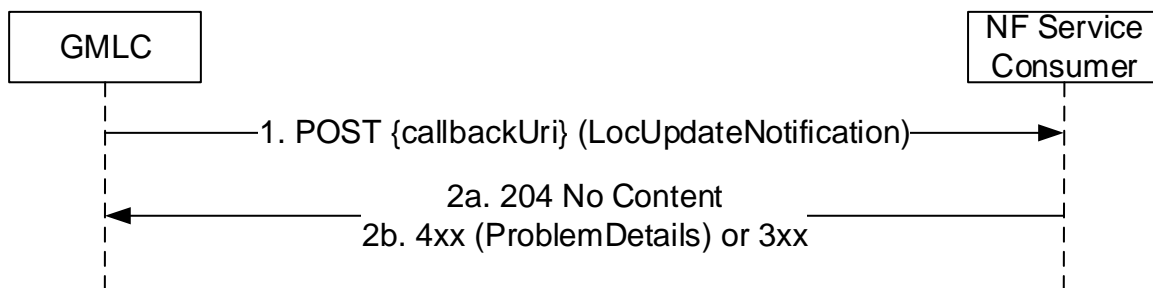 GMLC
NF Service
Consumer
1. POST {callbackUri} (LocUpdateNotification)
2a. 204 No Content
2b. 4xx (ProblemDetails) or 3xx